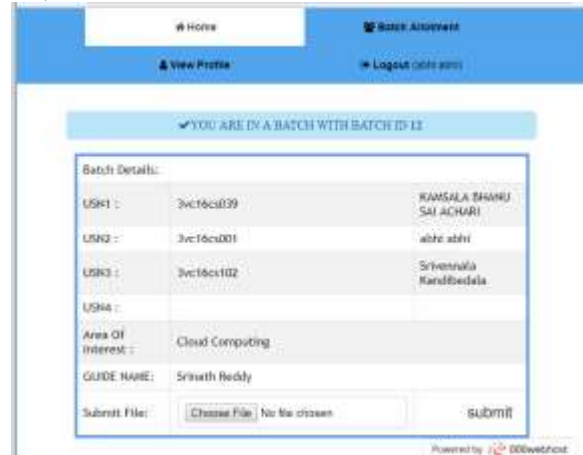 Home
Batch Allotment
View Profile
Logout (abhi abhi)
✔YOU ARE IN A BATCH WITH BATCH ID 12
Batch Details:
USN1 : 3vc16cs039 KAMSALA BHANU
SAI ACHARI
USN2 : 3vc16cs001 abhi abhi
USN3 : 3vc16cs102 Srivennala
Kandibedala
USN4 :
Area Of
Interest : Cloud Computing
GUIDE NAME: Srinath Reddy
Submit File: Choose File No file chosen submit
Powered by 000webhost